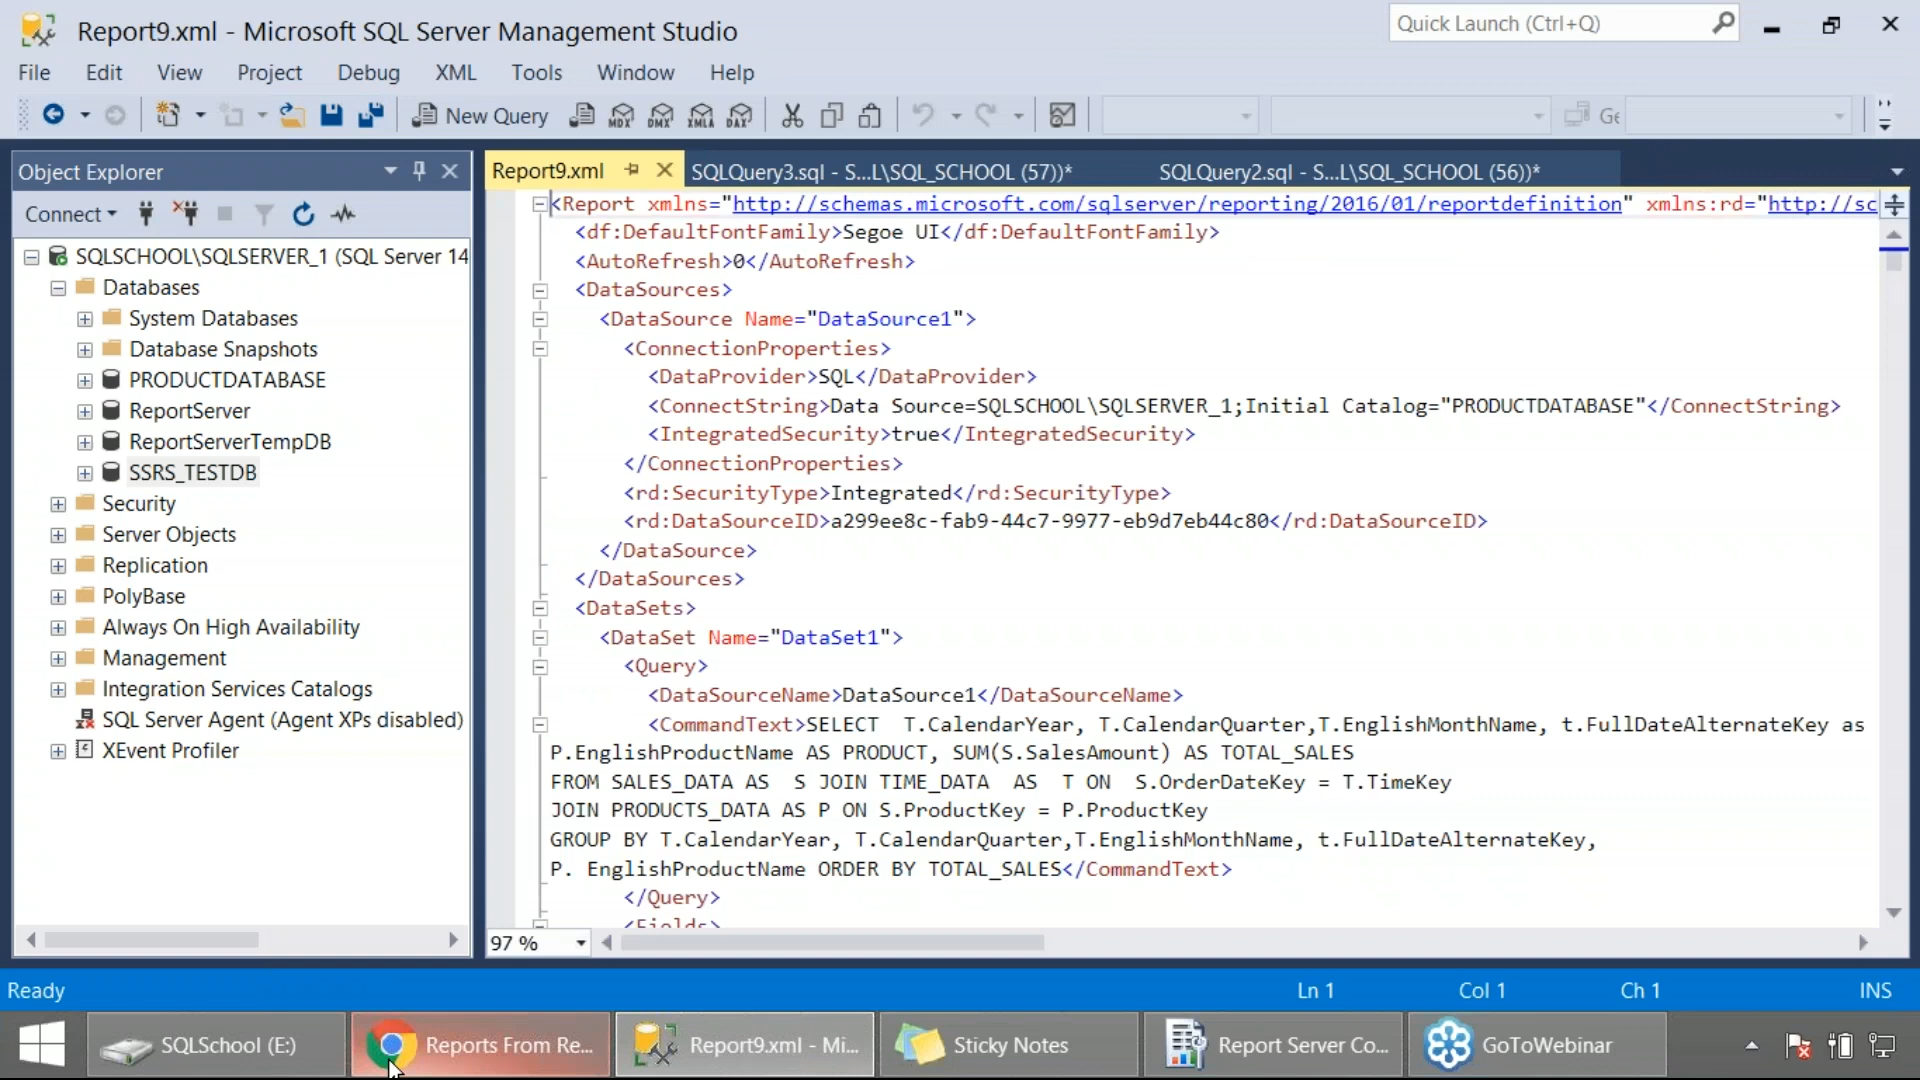 Report9.xml - Microsoft SQL Server Management Studio
Quick Launch (Ctrl+Q)
File Edit View Project Debug XML Tools Window Help
New Query MDX DMX XMLA DAX
Object Explorer
Report9.xml SQLQuery3.sql - S...L\SQL_SCHOOL (57))* SQLQuery2.sql - S...L\SQL_SCHOOL (56))*
Connect
SQLSCHOOL\SQLSERVER_1 (SQL Server 14
Databases
System Databases
Database Snapshots
PRODUCTDATABASE
ReportServer
ReportServerTempDB
SSRS_TESTDB
Security
Server Objects
Replication
PolyBase
Always On High Availability
Management
Integration Services Catalogs
SQL Server Agent (Agent XPs disabled)
XEvent Profiler
<Report xmlns="http://schemas.microsoft.com/sqlserver/reporting/2016/01/reportdefinition" xmlns:rd="http://sc
<df:DefaultFontFamily>Segoe UI</df:DefaultFontFamily>
<AutoRefresh>0</AutoRefresh>
<DataSources>
<DataSource Name="DataSource1">
<ConnectionProperties>
<DataProvider>SQL</DataProvider>
<ConnectString>Data Source=SQLSCHOOL\SQLSERVER_1;Initial Catalog="PRODUCTDATABASE"</ConnectString>
<IntegratedSecurity>true</IntegratedSecurity>
</ConnectionProperties>
<rd:SecurityType>Integrated</rd:SecurityType>
<rd:DataSourceID>a299ee8c-fab9-44c7-9977-eb9d7eb44c80</rd:DataSourceID>
</DataSource>
</DataSources>
<DataSets>
<DataSet Name="DataSet1">
<Query>
<DataSourceName>DataSource1</DataSourceName>
<CommandText>SELECT T.CalendarYear, T.CalendarQuarter,T.EnglishMonthName, t.FullDateAlternateKey as
P.EnglishProductName AS PRODUCT, SUM(S.SalesAmount) AS TOTAL_SALES
FROM SALES_DATA AS S JOIN TIME_DATA AS T ON S.OrderDateKey = T.TimeKey
JOIN PRODUCTS_DATA AS P ON S.ProductKey = P.ProductKey
GROUP BY T.CalendarYear, T.CalendarQuarter,T.EnglishMonthName, t.FullDateAlternateKey,
P. EnglishProductName ORDER BY TOTAL_SALES</CommandText>
</Query>
<Fields>
97 %
Ready Ln 1 Col 1 Ch 1 INS
SQLSchool (E:) Reports From Re... Report9.xml - Mi... Sticky Notes Report Server Co... GoToWebinar